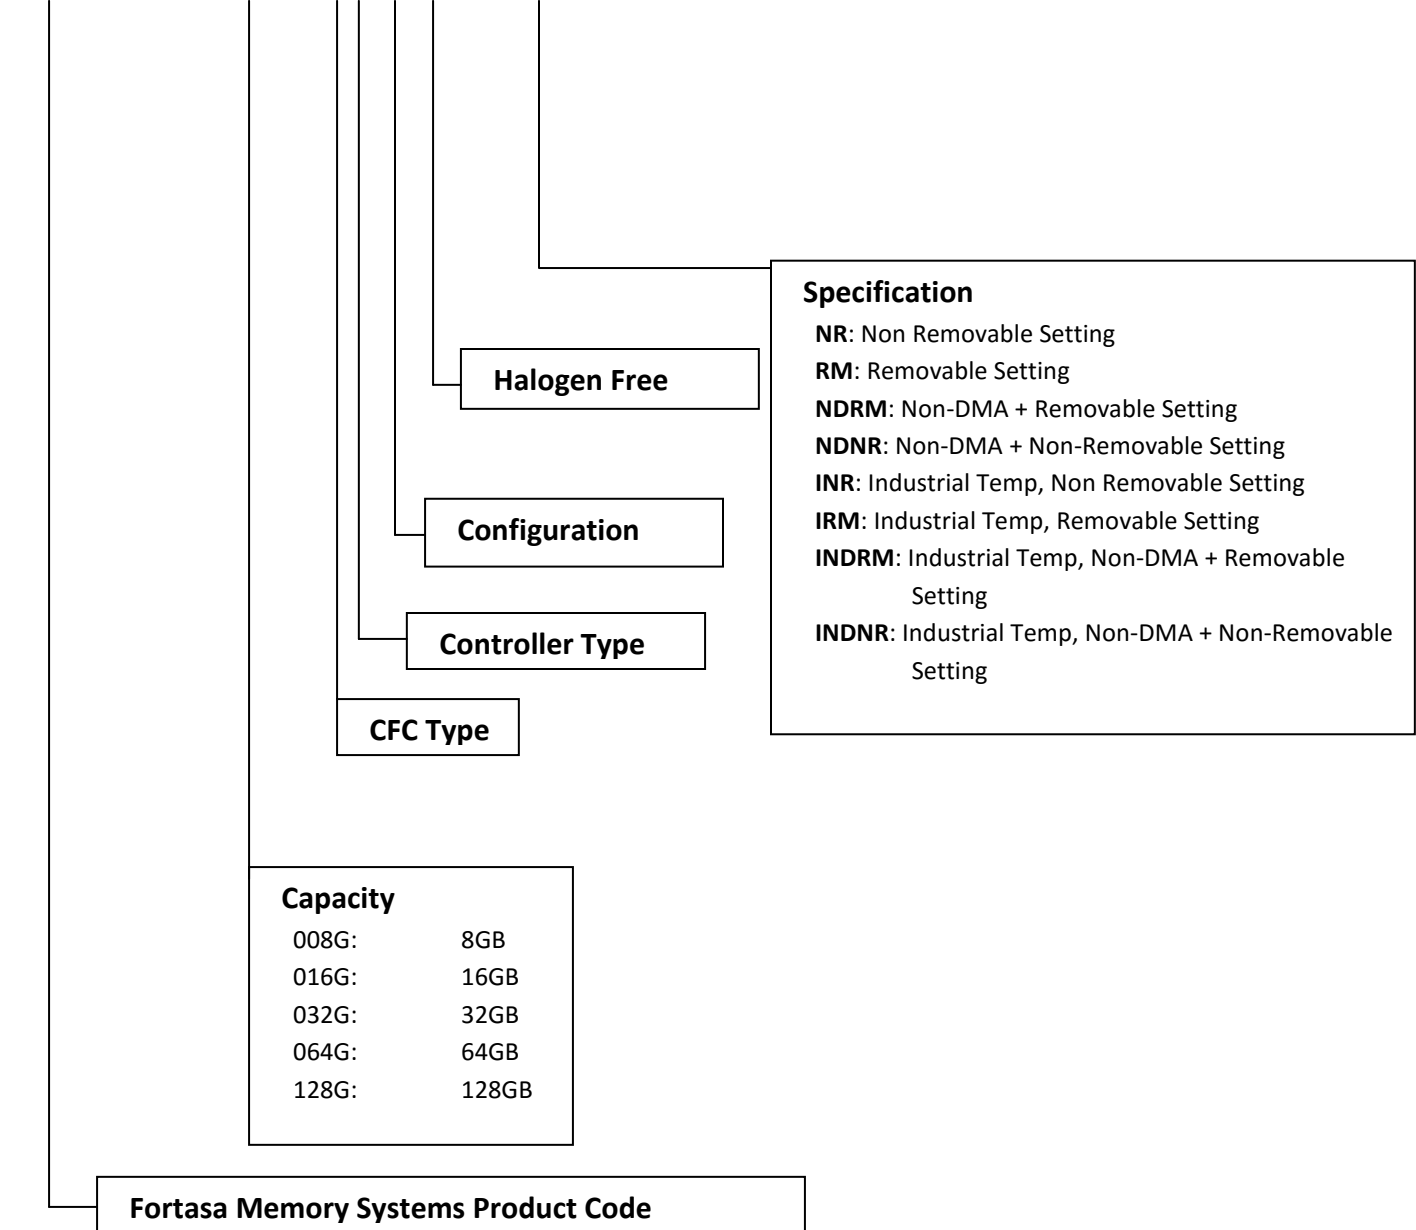 Specification
NR: Non Removable Setting
RM: Removable Setting
NDRM: Non-DMA + Removable Setting
NDNR: Non-DMA + Non-Removable Setting
INR: Industrial Temp, Non Removable Setting
IRM: Industrial Temp, Removable Setting
INDRM: Industrial Temp, Non-DMA + Removable
Setting
INDNR: Industrial Temp, Non-DMA + Non-Removable
Setting
Halogen Free
Configuration
Controller Type
CFC Type
Capacity
008G: 8GB
016G: 16GB
032G: 32GB
064G: 64GB
128G: 128GB
Fortasa Memory Systems Product Code